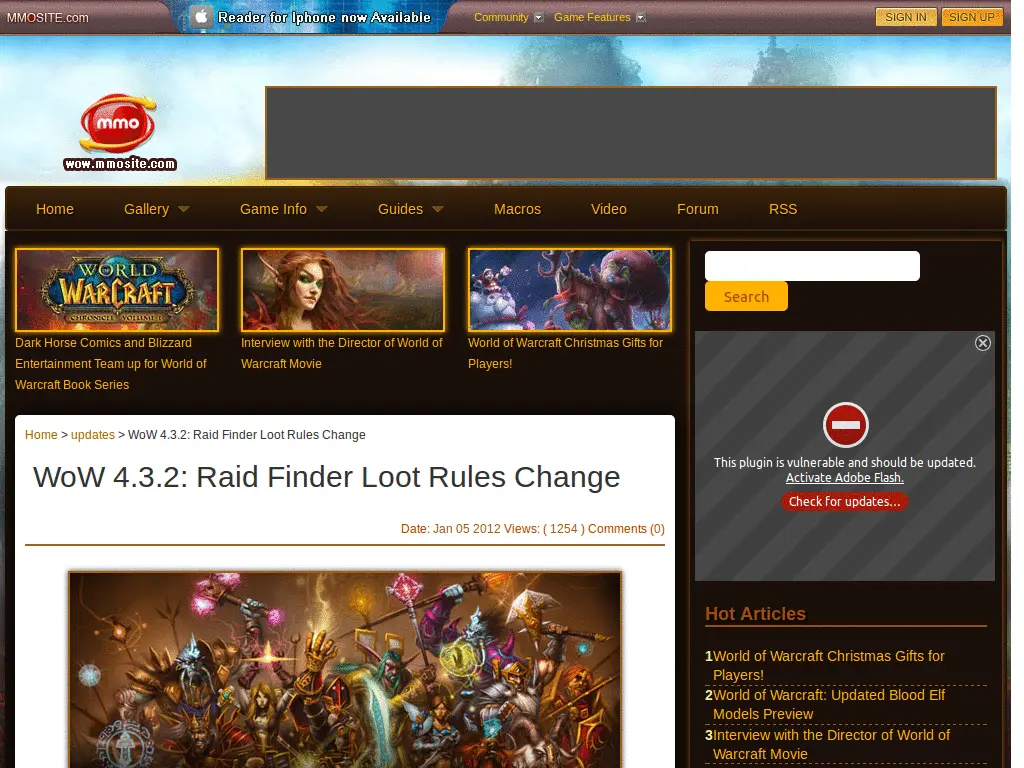 MMOSITE.com
Reader for Iphone now Available
Community
Game Features
SIGN IN
SIGN UP
mmo
wow.mmosite.com
Home
Gallery
Game Info
Guides
Macros
Video
Forum
RSS
WORLD
WARCRAFT
CHRONICLE VOLUME I
Dark Horse Comics and Blizzard
Entertainment Team up for World of
Warcraft Book Series
Interview with the Director of World of
Warcraft Movie
World of Warcraft Christmas Gifts for
Players!
Search
This plugin is vulnerable and should be updated.
Activate Adobe Flash.
Check for updates...
Home > updates > WoW 4.3.2: Raid Finder Loot Rules Change
WoW 4.3.2: Raid Finder Loot Rules Change
Date: Jan 05 2012 Views: ( 1254 ) Comments (0)
Hot Articles
1World of Warcraft Christmas Gifts for
Players!
2World of Warcraft: Updated Blood Elf
Models Preview
3Interview with the Director of World of
Warcraft Movie